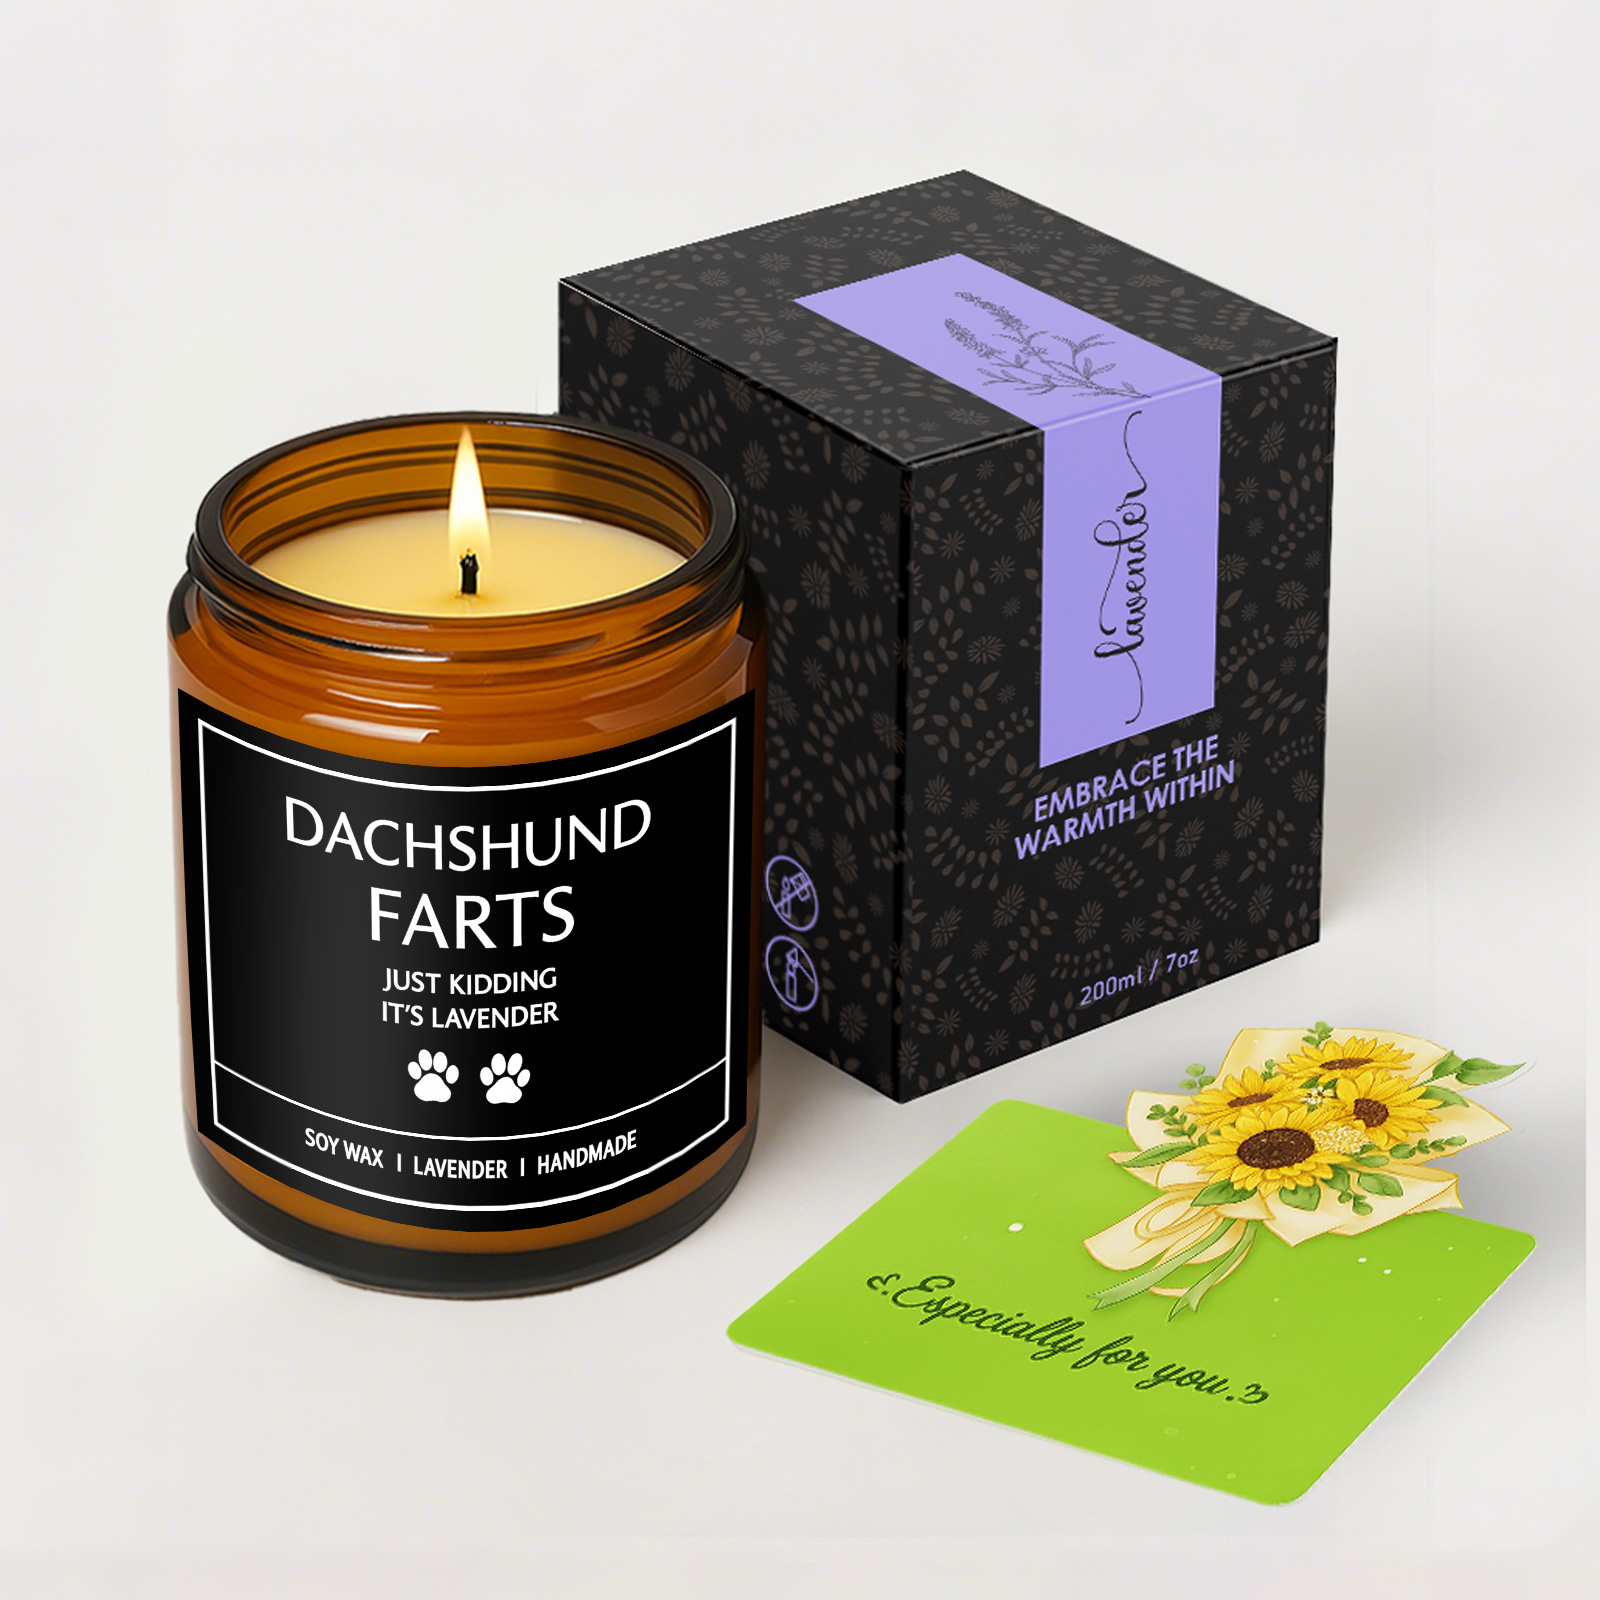 DACHSHUND
FARTS
JUST KIDDING
IT'S LAVENDER
SOY WAX | LAVENDER | HANDMADE
lavender
EMBRACE THE
WARMTH WITHIN
200ml / 7oz
Especially for you.